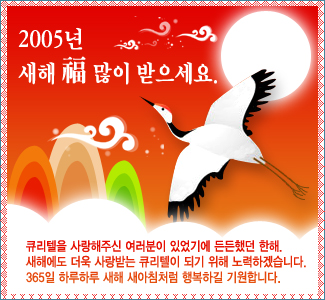 2005년
새해 福 많이 받으세요.
큐리텔을 사랑해주신 여러분이 있었기에 든든했던 한해.
새해에도 더욱 사랑받는 큐리텔이 되기 위해 노력하겠습니다.
365일 하루하루 새해 새아침처럼 행복하길 기원합니다.